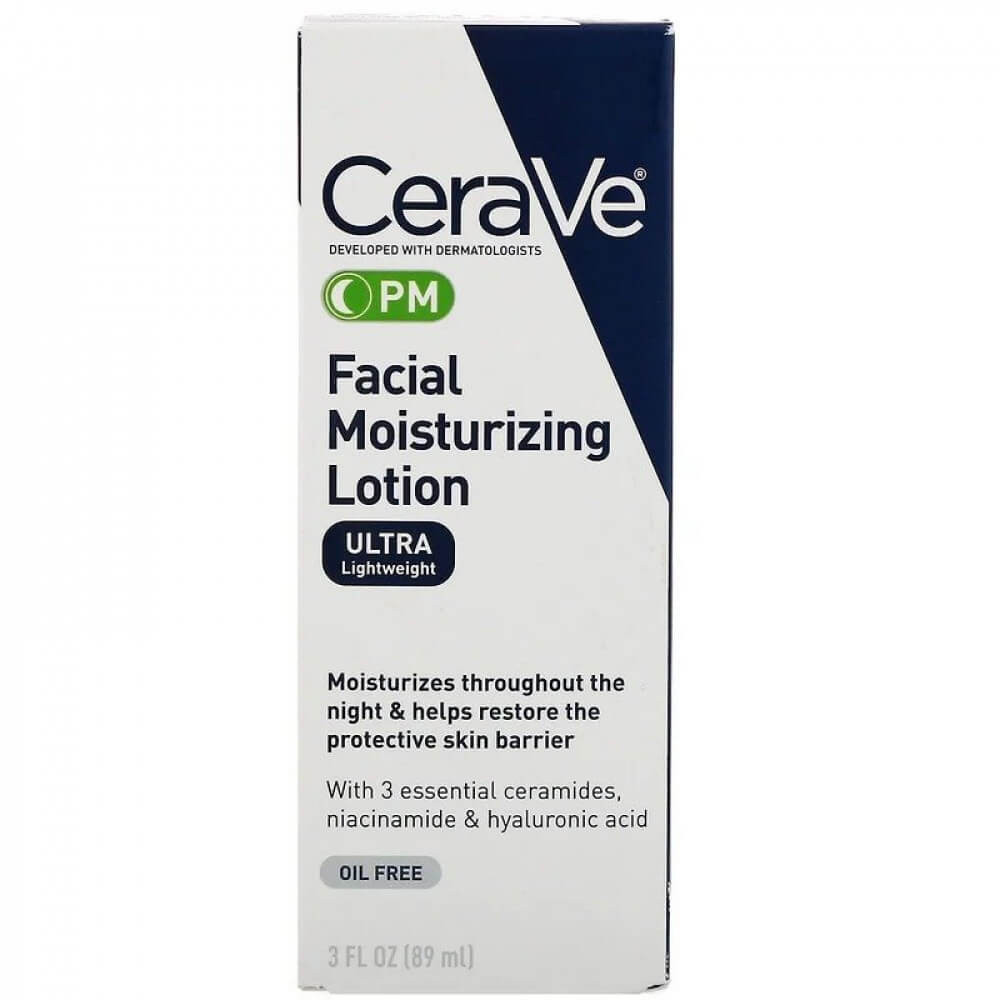 CeraVe®
DEVELOPED WITH DERMATOLOGISTS
PM
Facial
Moisturizing
Lotion
ULTRA
Lightweight
Moisturizes throughout the
night & helps restore the
protective skin barrier
With 3 essential ceramides,
niacinamide & hyaluronic acid
OIL FREE
3 FL OZ (89 ml)